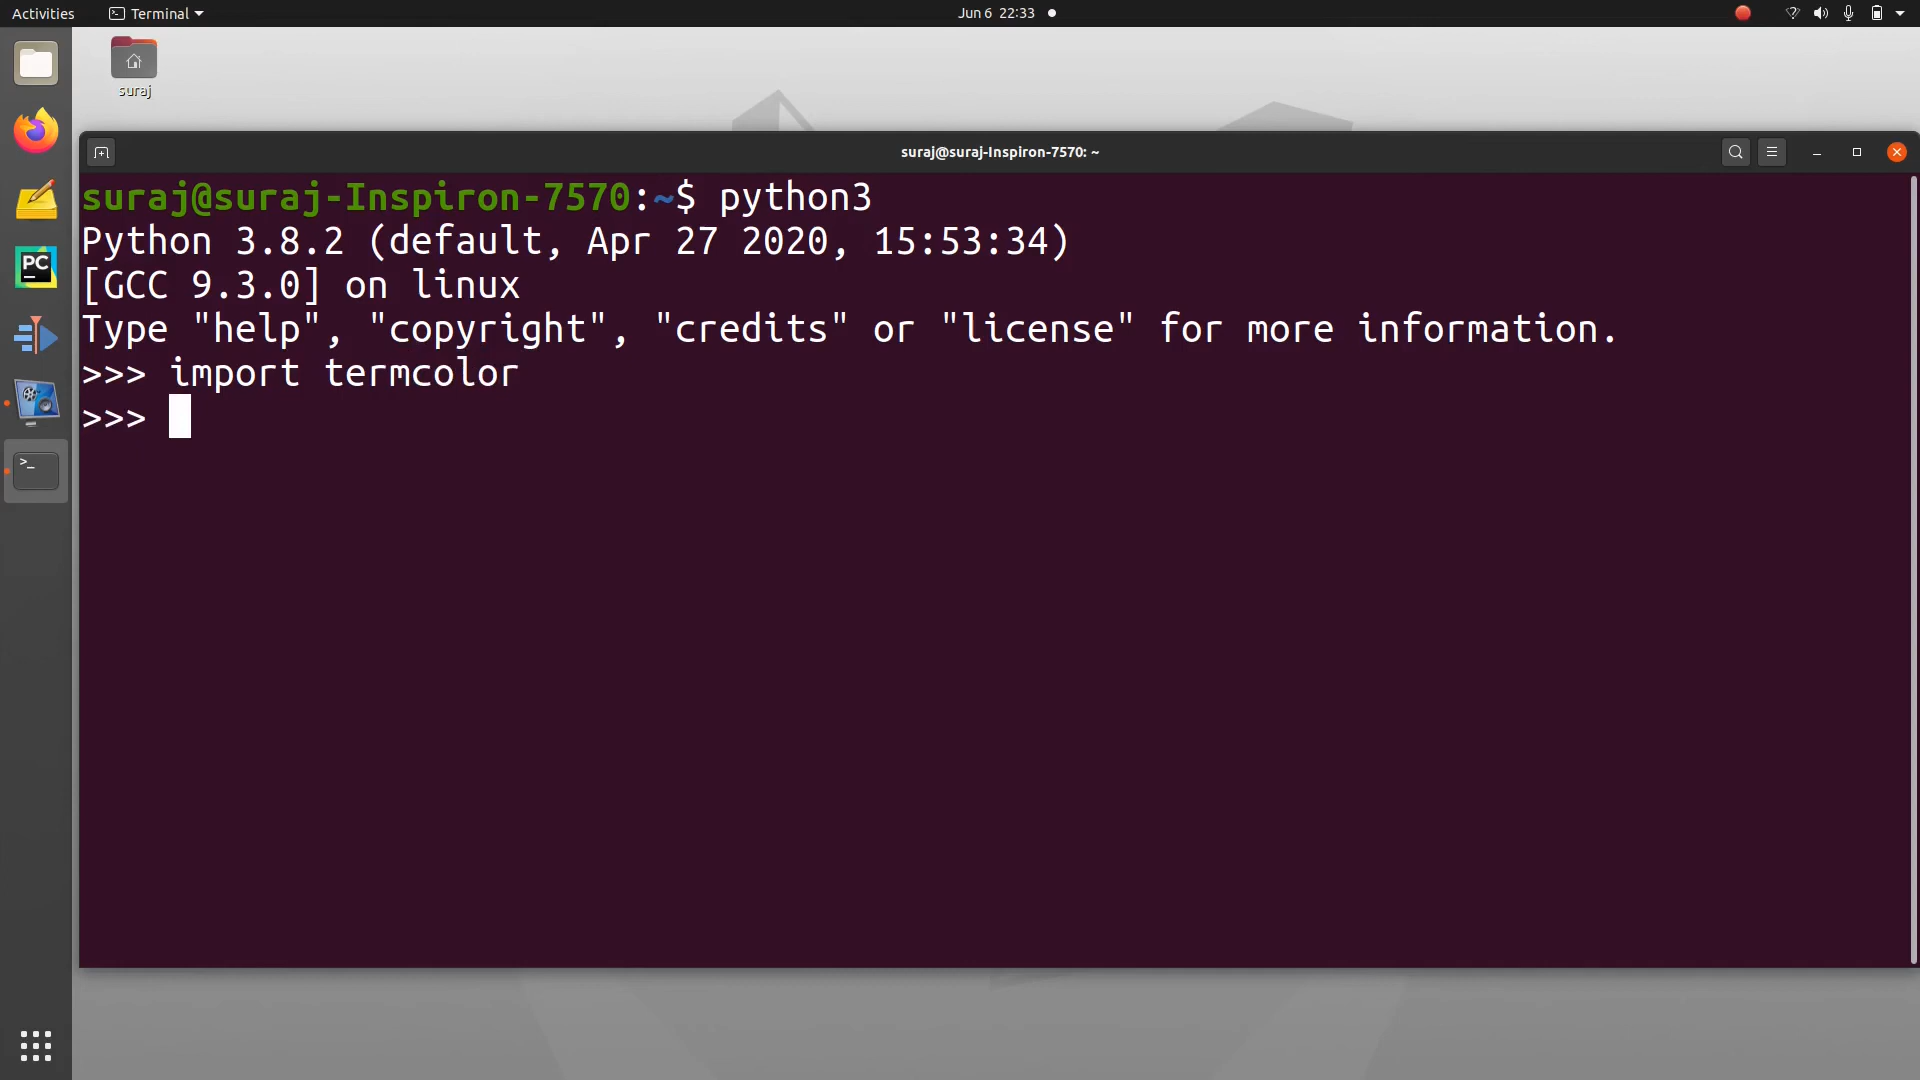 Activities
Terminal
Jun 6 22:33
suraj
suraj@suraj-Inspiron-7570: ~
suraj@suraj-Inspiron-7570:~$ python3
Python 3.8.2 (default, Apr 27 2020, 15:53:34)
[GCC 9.3.0] on linux
Type "help", "copyright", "credits" or "license" for more information.
>>> import termcolor
>>>
PC
>_